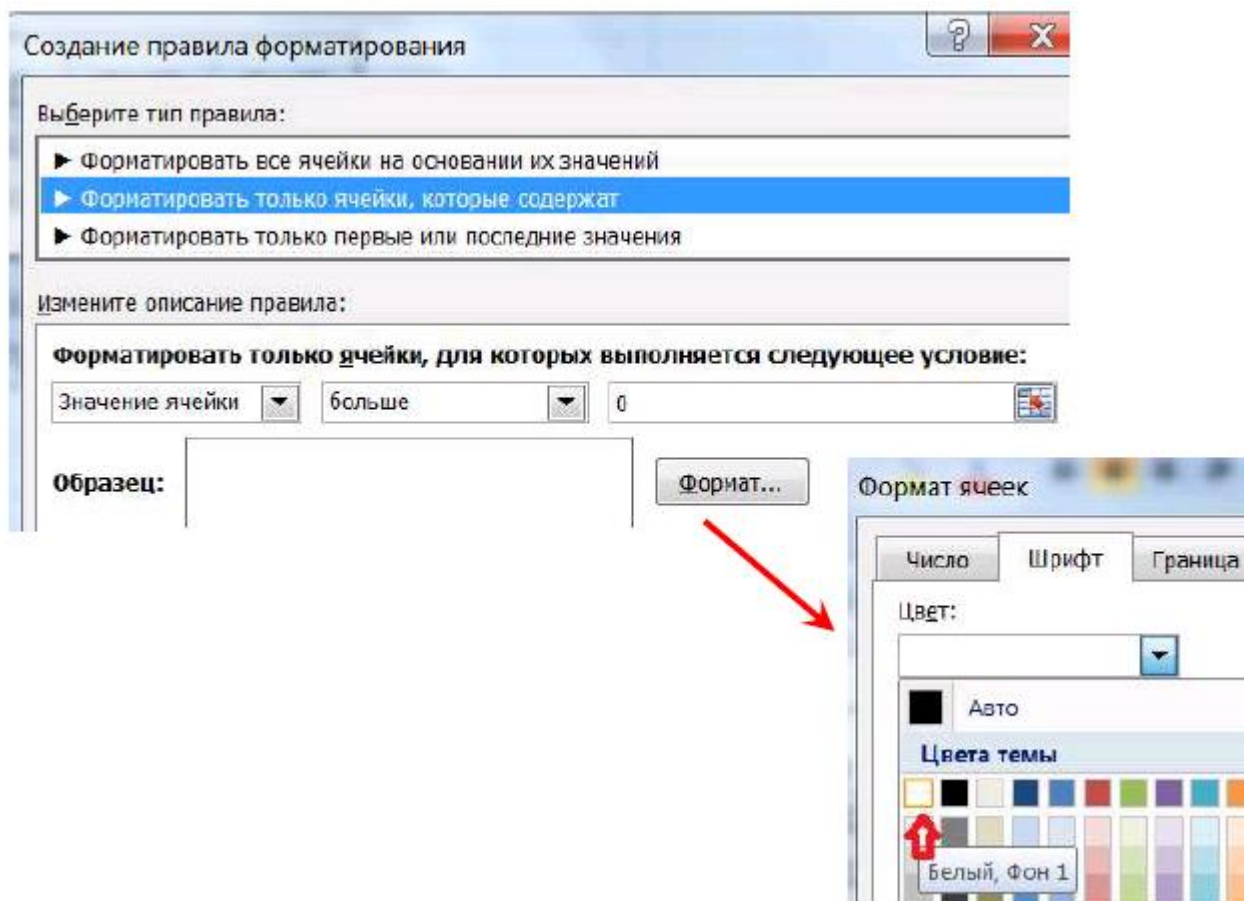 Создание правила форматирования
Выберите тип правила:
► Форматировать все ячейки на основании их значений
► Форматировать только ячейки, которые содержат
► Форматировать только первые или последние значения
Измените описание правила:
Форматировать только ячейки, для которых выполняется следующее условие:
Значение ячейки больше 0
Образец: Формат...
Формат ячеек
Число Шрифт Граница
Цвет:
Авто
Цвета темы
Белый, Фон 1